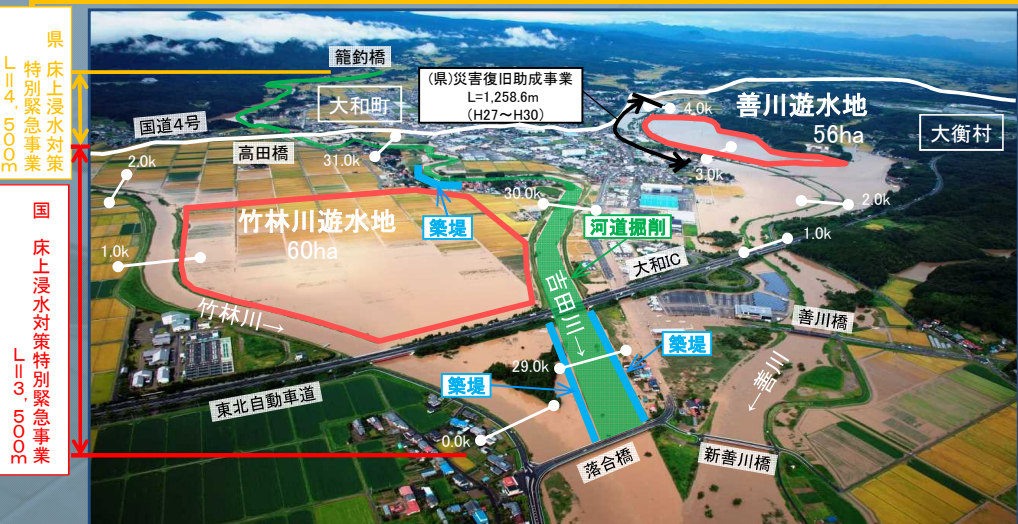 県 床上浸水対策
特別緊急事業
L=4,500m
国 床上浸水対策特別緊急事業
L=3,500m
籠釣橋
大和町
国道4号
高田橋
31.0k
(県)災害復旧助成事業
L=1,258.6m
(H27~H30)
4.0k
善川遊水地
56ha
大衡村
3.0k
2.0k
2.0k
30.0k
築堤
竹林川遊水地
60ha
河道掘削
1.0k
1.0k
大和IC
吉田川→
竹林川→
善川橋
築堤
29.0k
築堤
←善川
東北自動車道
0.0k
落合橋
新善川橋